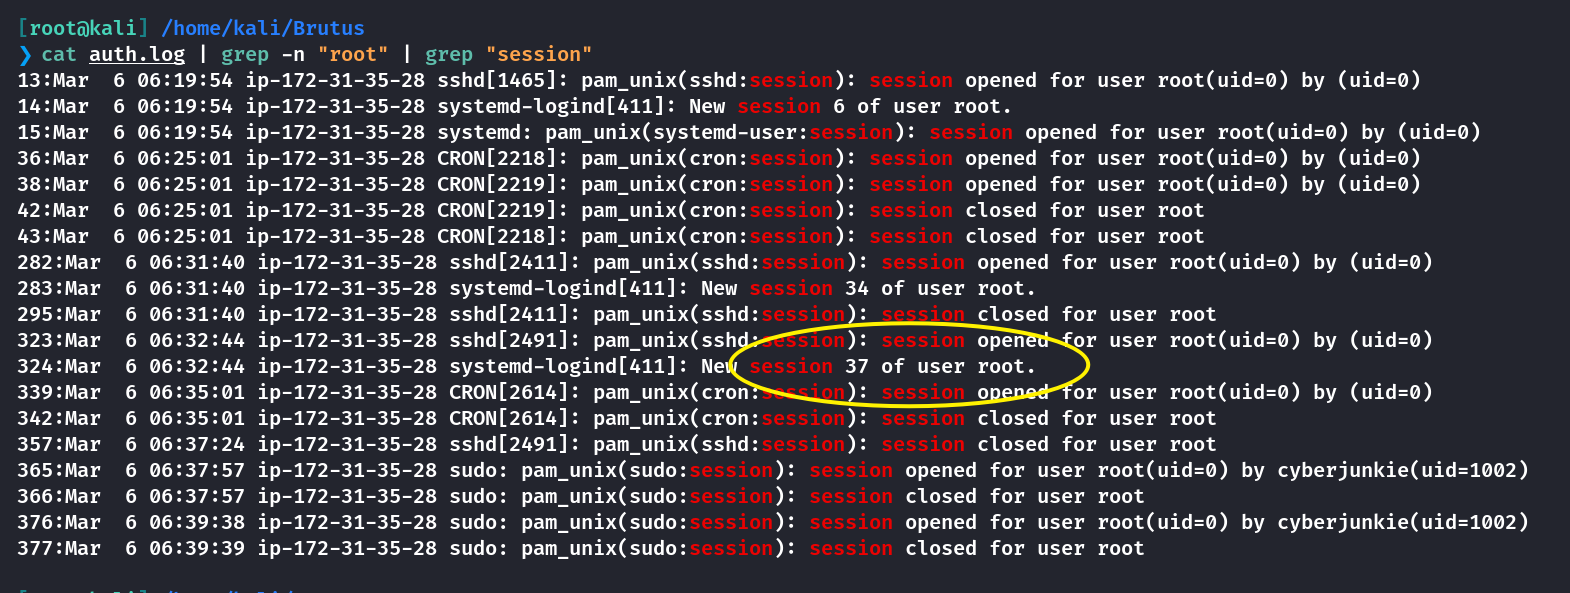 [root@kali] /home/kali/Brutus
❯ cat auth.log | grep -n "root" | grep "session"
13:Mar  6 06:19:54 ip-172-31-35-28 sshd[1465]: pam_unix(sshd:session): session opened for user root(uid=0) by (uid=0)
14:Mar  6 06:19:54 ip-172-31-35-28 systemd-logind[411]: New session 6 of user root.
15:Mar  6 06:19:54 ip-172-31-35-28 systemd: pam_unix(systemd-user:session): session opened for user root(uid=0) by (uid=0)
36:Mar  6 06:25:01 ip-172-31-35-28 CRON[2218]: pam_unix(cron:session): session opened for user root(uid=0) by (uid=0)
38:Mar  6 06:25:01 ip-172-31-35-28 CRON[2219]: pam_unix(cron:session): session opened for user root(uid=0) by (uid=0)
42:Mar  6 06:25:01 ip-172-31-35-28 CRON[2219]: pam_unix(cron:session): session closed for user root
43:Mar  6 06:25:01 ip-172-31-35-28 CRON[2218]: pam_unix(cron:session): session closed for user root
282:Mar  6 06:31:40 ip-172-31-35-28 sshd[2411]: pam_unix(sshd:session): session opened for user root(uid=0) by (uid=0)
283:Mar  6 06:31:40 ip-172-31-35-28 systemd-logind[411]: New session 34 of user root.
295:Mar  6 06:31:40 ip-172-31-35-28 sshd[2411]: pam_unix(sshd:session): session closed for user root
323:Mar  6 06:32:44 ip-172-31-35-28 sshd[2491]: pam_unix(sshd:session): session opened for user root(uid=0) by (uid=0)
324:Mar  6 06:32:44 ip-172-31-35-28 systemd-logind[411]: New session 37 of user root.
339:Mar  6 06:35:01 ip-172-31-35-28 CRON[2614]: pam_unix(cron:session): session opened for user root(uid=0) by (uid=0)
342:Mar  6 06:35:01 ip-172-31-35-28 CRON[2614]: pam_unix(cron:session): session closed for user root
357:Mar  6 06:37:24 ip-172-31-35-28 sshd[2491]: pam_unix(sshd:session): session closed for user root
365:Mar  6 06:37:57 ip-172-31-35-28 sudo: pam_unix(sudo:session): session opened for user root(uid=0) by cyberjunkie(uid=1002)
366:Mar  6 06:37:57 ip-172-31-35-28 sudo: pam_unix(sudo:session): session closed for user root
376:Mar  6 06:39:38 ip-172-31-35-28 sudo: pam_unix(sudo:session): session opened for user root(uid=0) by cyberjunkie(uid=1002)
377:Mar  6 06:39:39 ip-172-31-35-28 sudo: pam_unix(sudo:session): session closed for user root